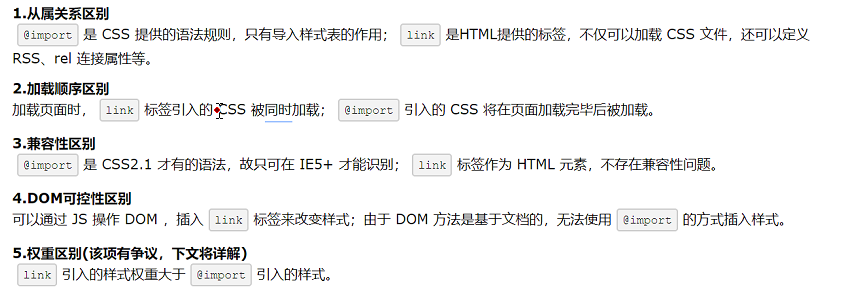 1.从属关系区别
@import 是 CSS 提供的语法规则，只有导入样式表的作用； link 是HTML提供的标签，不仅可以加载 CSS 文件，还可以定义
RSS、rel 连接属性等。
2.加载顺序区别
加载页面时， link 标签引入的 CSS 被同时加载； @import 引入的 CSS 将在页面加载完毕后被加载。
3.兼容性区别
@import 是 CSS2.1 才有的语法，故只可在 IE5+ 才能识别； link 标签作为 HTML 元素，不存在兼容性问题。
4.DOM可控性区别
可以通过 JS 操作 DOM ，插入 link 标签来改变样式；由于 DOM 方法是基于文档的，无法使用 @import 的方式插入样式。
5.权重区别(该项有争议，下文将详解)
link 引入的样式权重大于 @import 引入的样式。